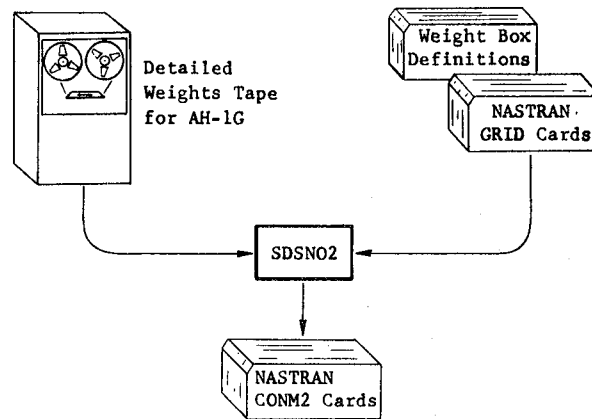 Detailed
Weights Tape
for AH-1G
Weight Box
Definitions
NASTRAN
GRID Cards
SDSNO2
NASTRAN
CONM2 Cards